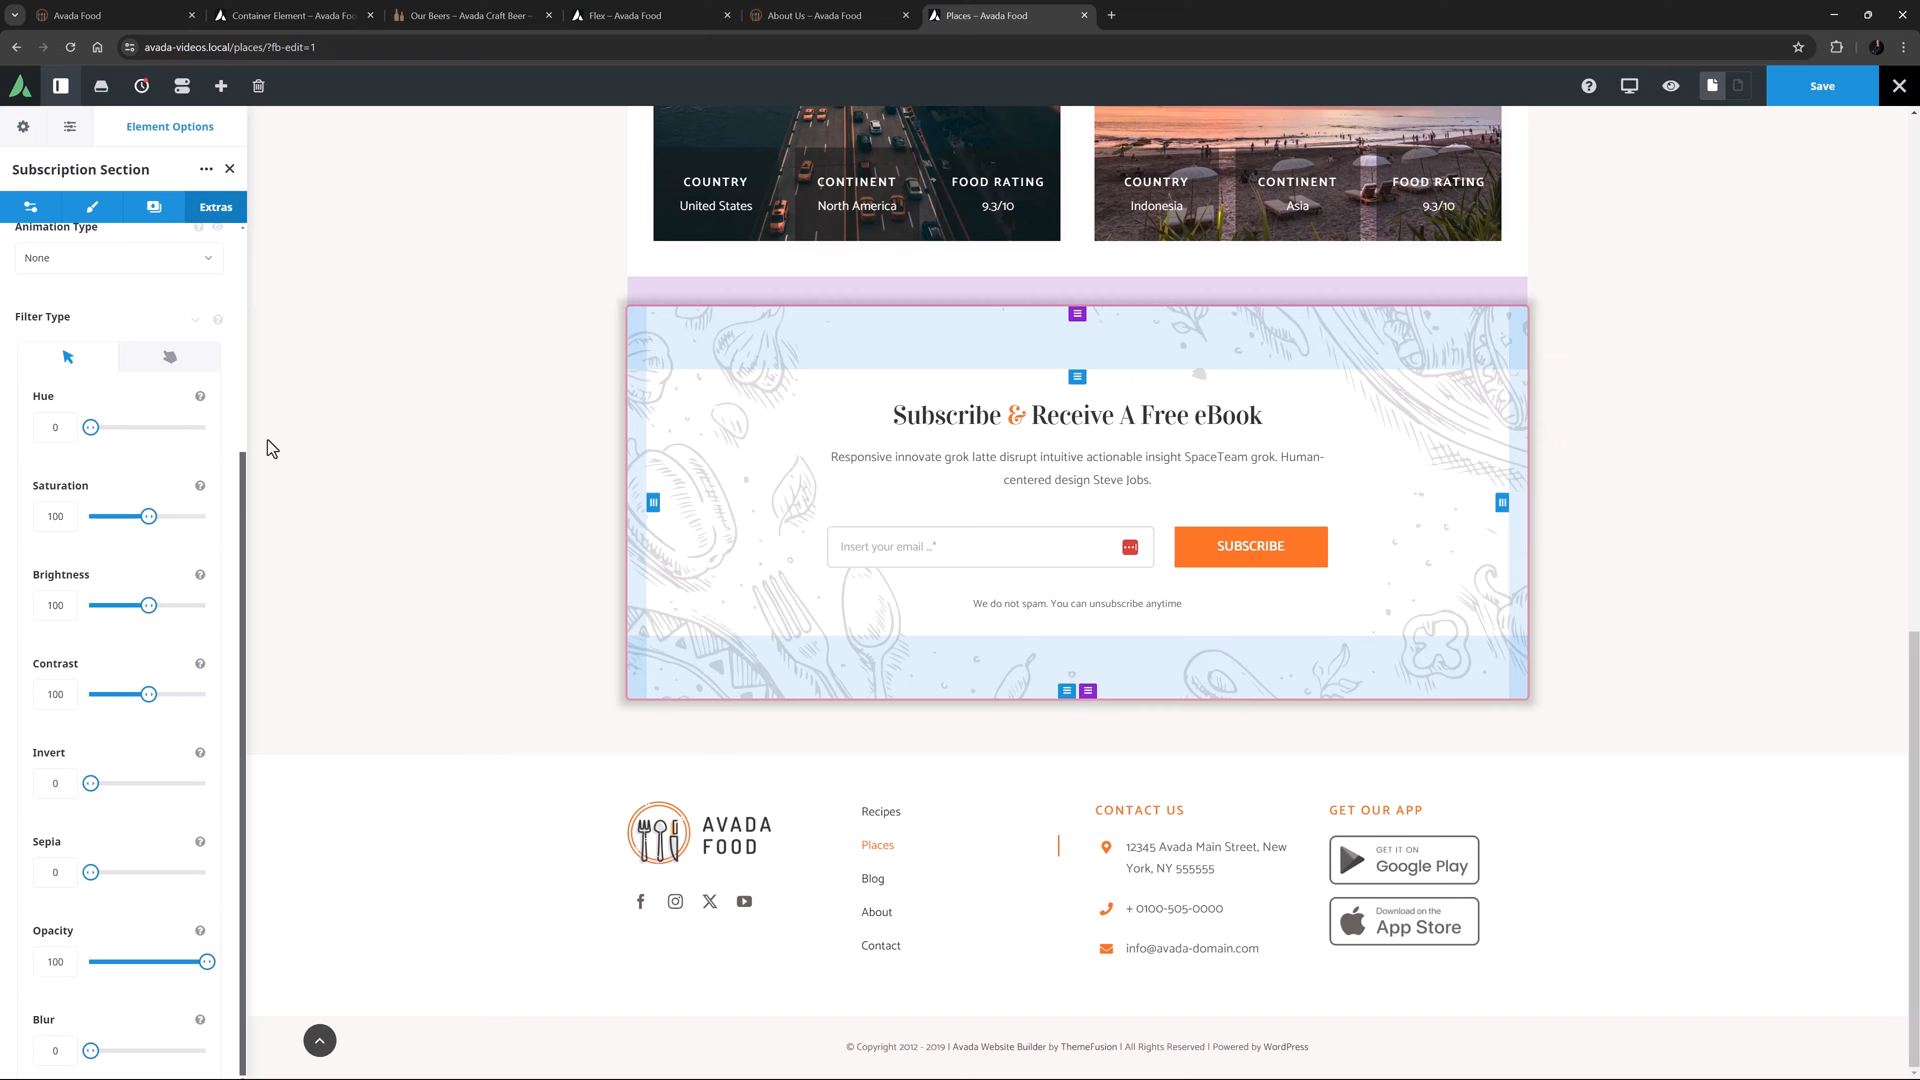 Avada Food
Container Element – Avada Foo
Our Beers – Avada Craft Beer –
Flex – Avada Food
About Us – Avada Food
Places – Avada Food
avada-videos.local/places/?fb-edit=1
Save
Element Options
Subscription Section
Extras
Animation Type
None
Filter Type
Hue
0
Saturation
100
Brightness
100
Contrast
100
Invert
0
Sepia
0
Opacity
100
Blur
0
COUNTRY CONTINENT FOOD RATING
United States North America 9.3/10
COUNTRY CONTINENT FOOD RATING
Indonesia Asia 9.3/10
Subscribe & Receive A Free eBook
Responsive innovate grok latte disrupt intuitive actionable insight SpaceTeam grok. Human-
centered design Steve Jobs.
Insert your email ...*
SUBSCRIBE
We do not spam. You can unsubscribe anytime
AVADA
FOOD
Recipes
Places
Blog
About
Contact
CONTACT US
12345 Avada Main Street, New
York, NY 555555
+ 0100-505-0000
info@avada-domain.com
GET OUR APP
GET IT ON
Google Play
Download on the
App Store
© Copyright 2012 - 2019 | Avada Website Builder by ThemeFusion | All Rights Reserved | Powered by WordPress